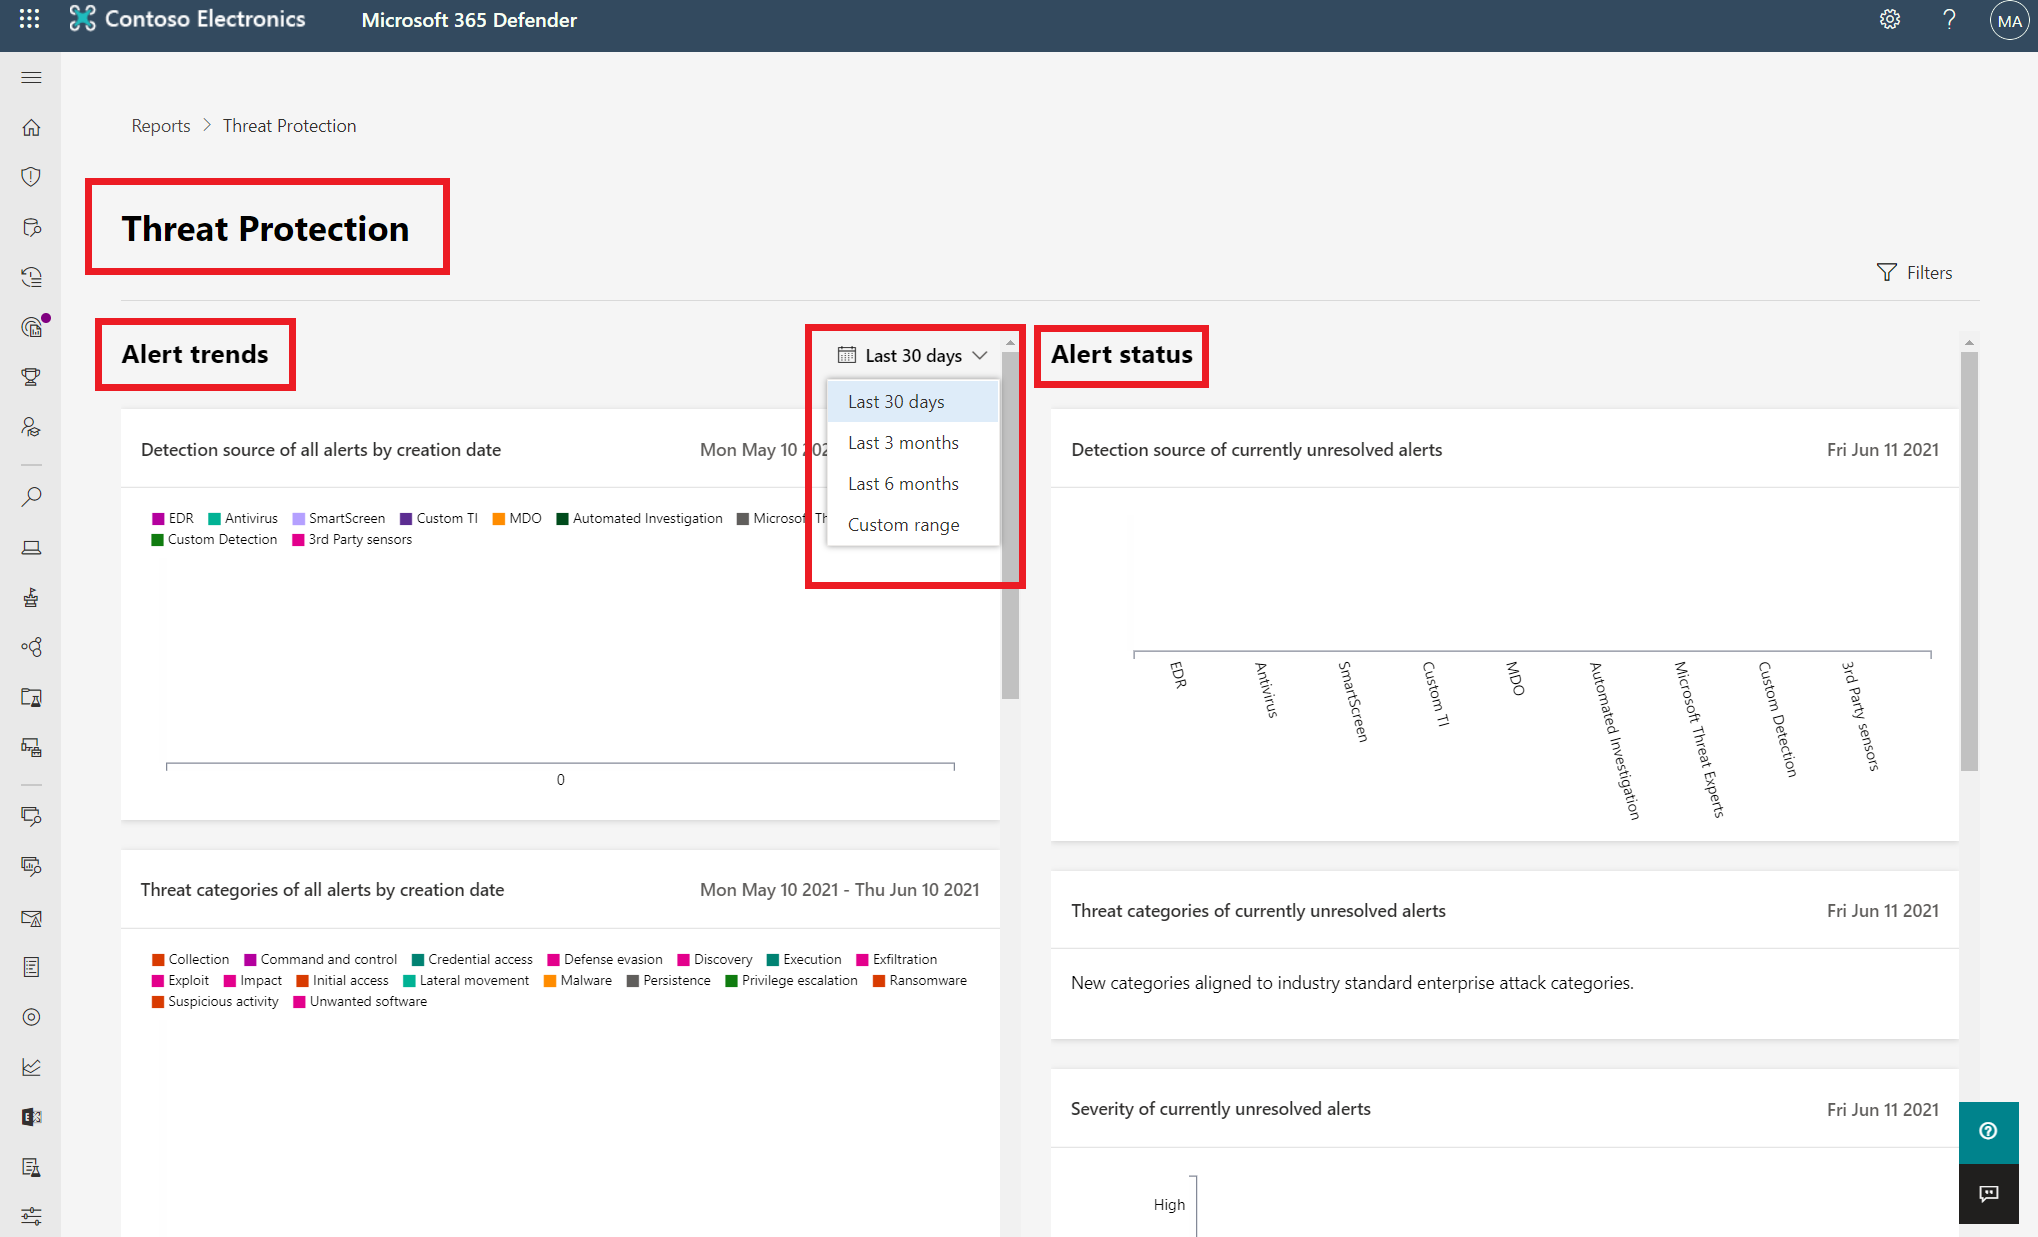 Contoso Electronics
Microsoft 365 Defender
MA
Reports > Threat Protection
Threat Protection
Filters
Alert trends
Last 30 days
Last 30 days
Last 3 months
Last 6 months
Custom range
Detection source of all alerts by creation date
Mon May 10 202
EDR Antivirus SmartScreen Custom TI MDO Automated Investigation Microsoft Th
Custom Detection 3rd Party sensors
0
Threat categories of all alerts by creation date
Mon May 10 2021 - Thu Jun 10 2021
Collection Command and control Credential access Defense evasion Discovery Execution Exfiltration
Exploit Impact Initial access Lateral movement Malware Persistence Privilege escalation Ransomware
Suspicious activity Unwanted software
Alert status
Detection source of currently unresolved alerts
Fri Jun 11 2021
EDR
Antivirus
SmartScreen
Custom TI
MDO
Automated Investigation
Microsoft Threat Experts
Custom Detection
3rd Party sensors
Threat categories of currently unresolved alerts
Fri Jun 11 2021
New categories aligned to industry standard enterprise attack categories.
Severity of currently unresolved alerts
Fri Jun 11 2021
High